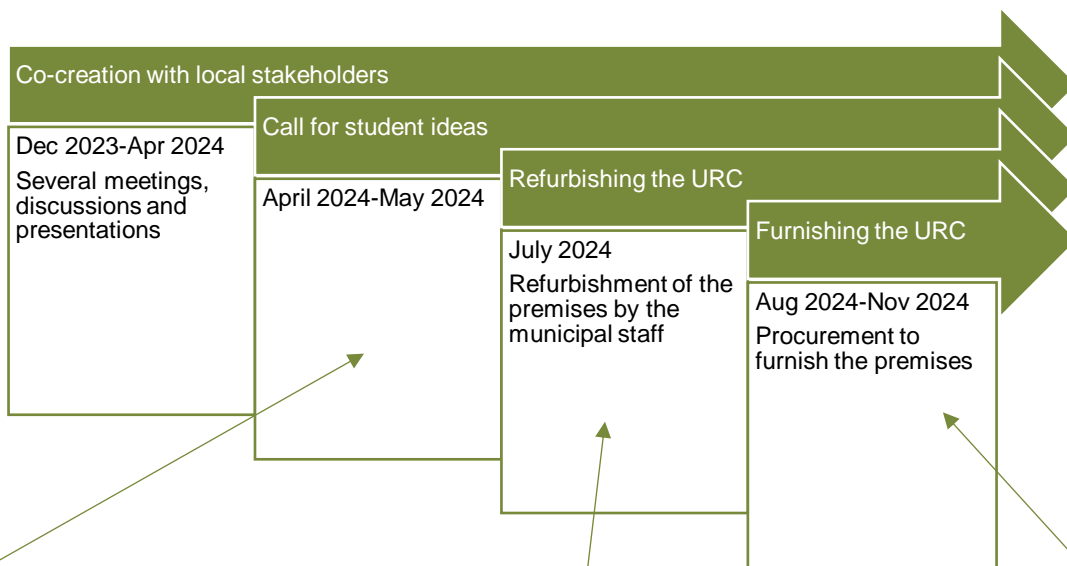 Co-creation with local stakeholders
Dec 2023-Apr 2024
Several meetings,
discussions and
presentations
Call for student ideas
April 2024-May 2024
Refurbishing the URC
July 2024
Refurbishment of the
premises by the
municipal staff
Furnishing the URC
Aug 2024-Nov 2024
Procurement to
furnish the premises